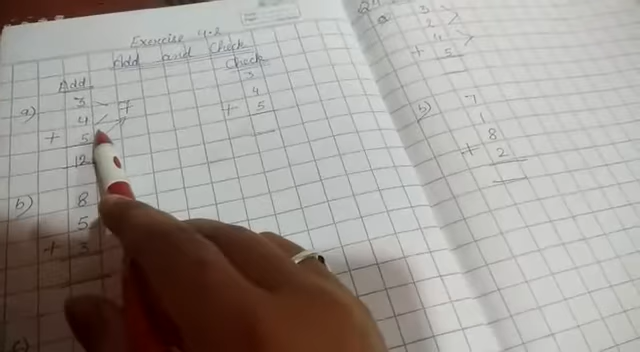 Exercise 4.2
Add and Check
Add
a) 3 7
4
+ 5
12
b) 8
5
+ 3
c)
Check
3
4
+ 5
a 3
2
4
+ 5
b) 7
1
8
+ 2